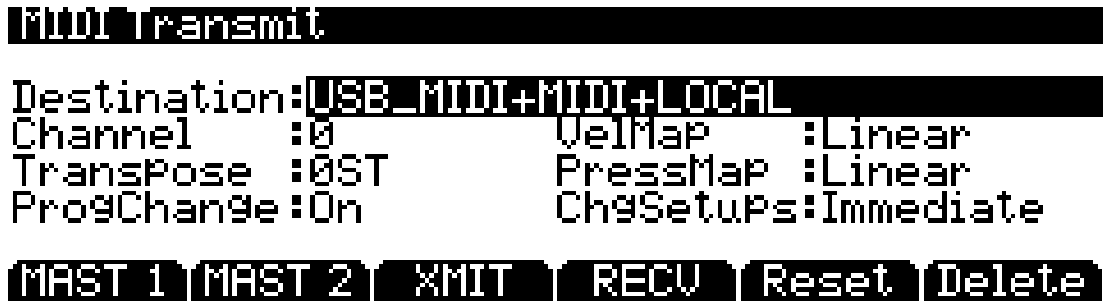 MIDI Transmit
Destination:USB_MIDI+MIDI+LOCAL
Channel :0 VelMap :Linear
Transpose :0ST PressMap :Linear
ProgChange:On ChgSetups:Immediate
MAST 1 MAST 2 XMIT RECV Reset Delete